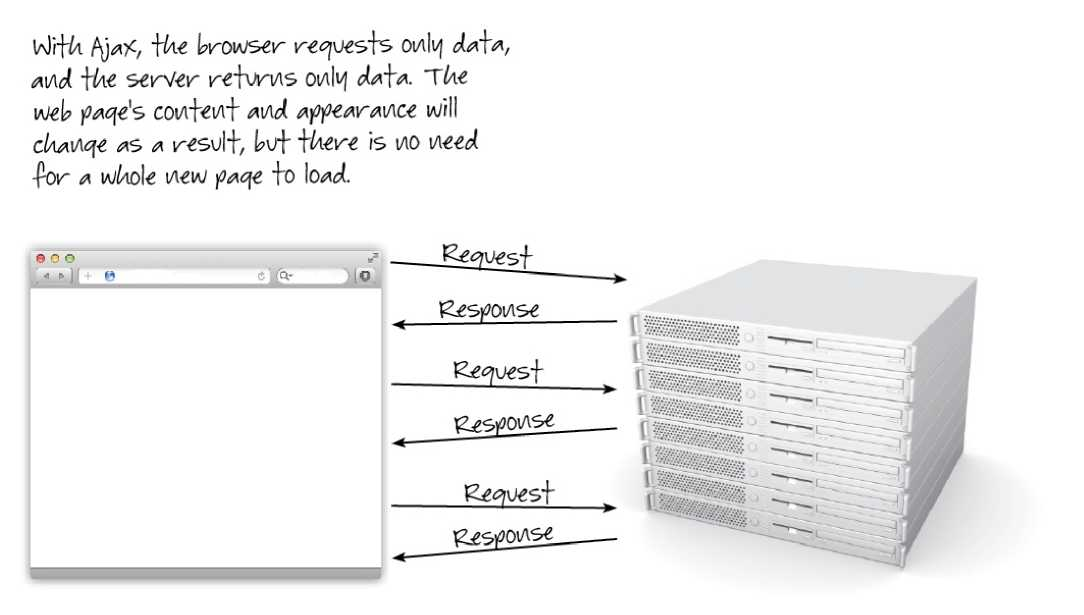 With Ajax, the browser requests only data,
and the server returns only data. The
web page's content and appearance will
change as a result, but there is no need
for a whole new page to load.
Request
Response
Request
Response
Request
Response